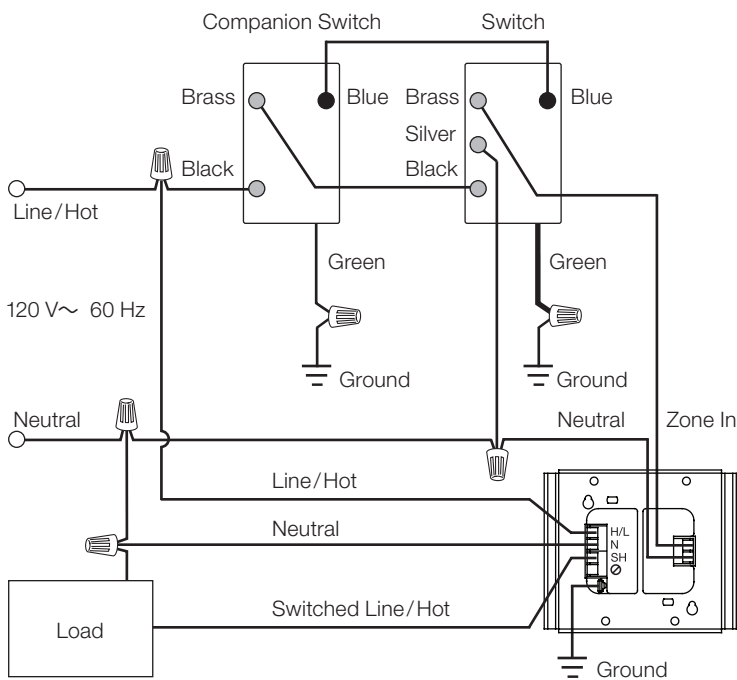 Companion Switch
Switch
Brass
Blue
Brass
Blue
Silver
Black
Black
Line/Hot
Green
Green
120 V~ 60 Hz
Ground
Ground
Neutral
Neutral
Zone In
Line/Hot
Neutral
H/L
N
SH
Switched Line/Hot
Load
Ground